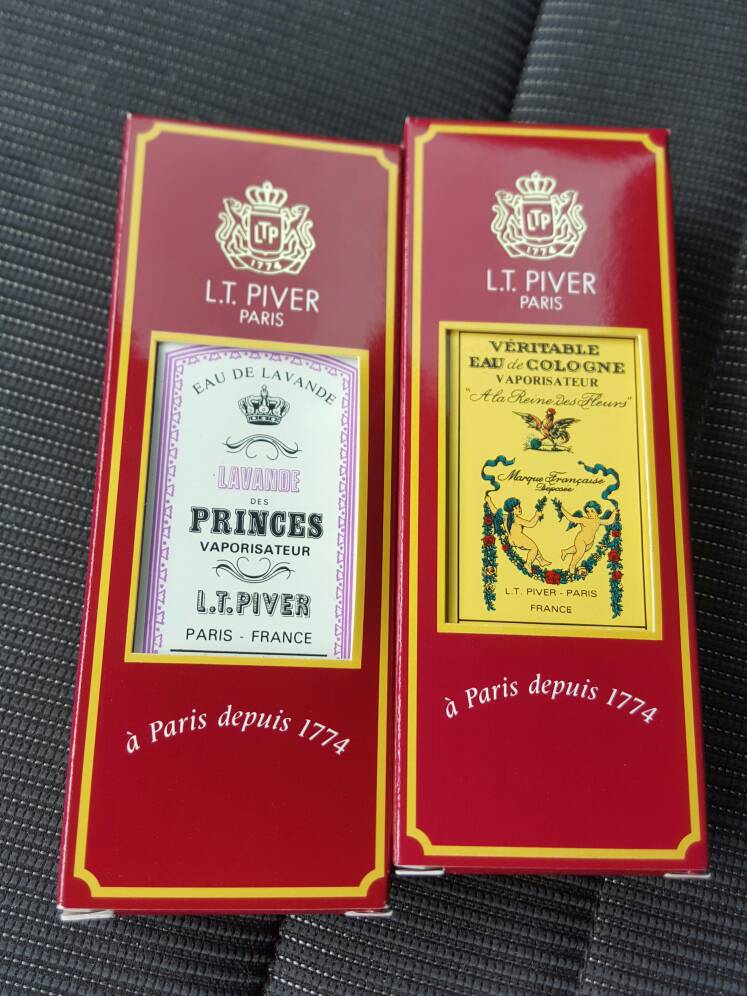 LTP
1774
L.T. PIVER
PARIS
EAU DE LAVANDE
LAVANDE
DES
PRINCES
VAPORISATEUR
L.T.PIVER
PARIS - FRANCE
à Paris depuis 1774
LTP
1774
L.T. PIVER
PARIS
VÉRITABLE
EAU de COLOGNE
VAPORISATEUR
"A la Reine des Fleurs"
Marque Française
Déposée
L.T. PIVER - PARIS
FRANCE
à Paris depuis 1774